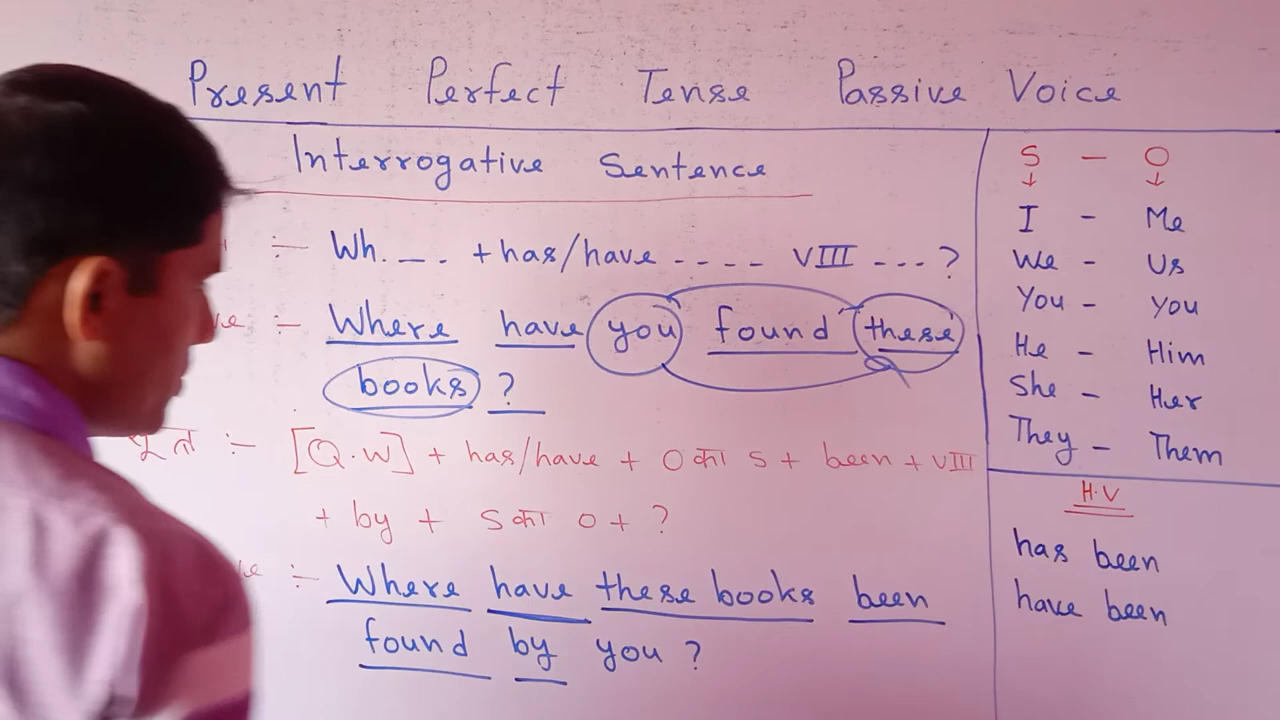 Present Perfect Tense Passive Voice
Interrogative Sentence
:- Wh. _ _ . + has/have - - - - VIII - - - ?
:- Where have you found these
books ?
सूत्र :- [Q.W] + has/have + O का S + been + VIII
+ by + S का O + ?
:- Where have these books been
found by you ?
S - O
↓ ↓
I - Me
We - Us
You - You
He - Him
She - Her
They - Them
H.V
has been
have been